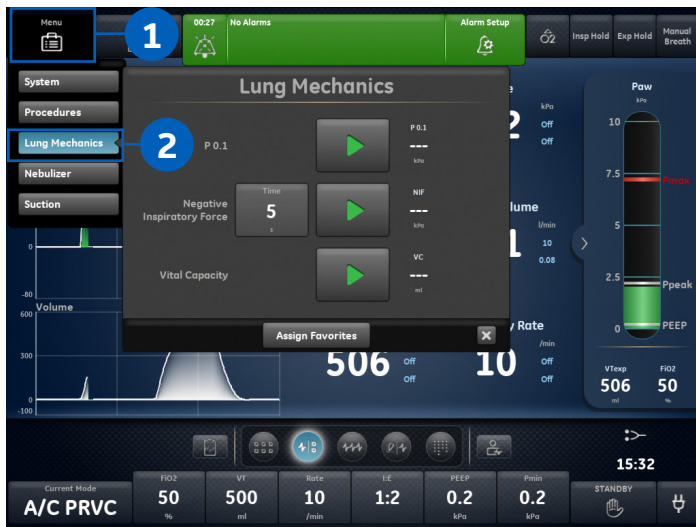 Menu
1
00:27
No Alarms
Alarm Setup
Ô2
Insp Hold
Exp Hold
Manual Breath
System
Procedures
Lung Mechanics
2
Nebulizer
Suction
Lung Mechanics
P 0.1
P 0.1
---
kPa
Negative
Inspiratory Force
Time
5
s
NIF
---
kPa
Vital Capacity
VC
---
ml
Assign Favorites
kPa
Off
Off
l/min
10
0.08
Rate
/min
506
Off
Off
10
Off
Off
0
-80
Volume
600
300
0
-100
Paw
kPa
10
7.5
Pmax
5
2.5
Ppeak
0
PEEP
VTexp
506
ml
FiO2
50
%
15:32
Current Mode
A/C PRVC
FiO2
50
%
VT
500
ml
Rate
10
/min
I:E
1:2
PEEP
0.2
kPa
Pmin
0.2
kPa
STANDBY